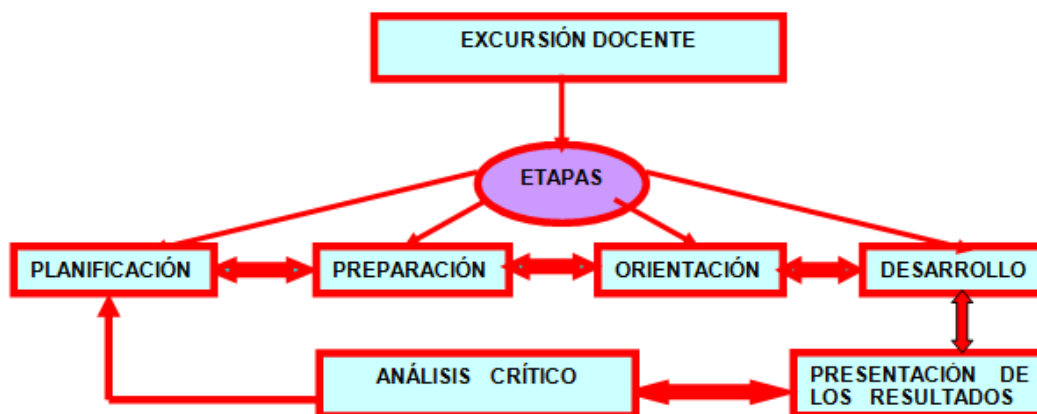 EXCURSIÓN DOCENTE
ETAPAS
PLANIFICACIÓN
PREPARACIÓN
ORIENTACIÓN
DESARROLLO
ANÁLISIS CRÍTICO
PRESENTACIÓN DE
LOS RESULTADOS